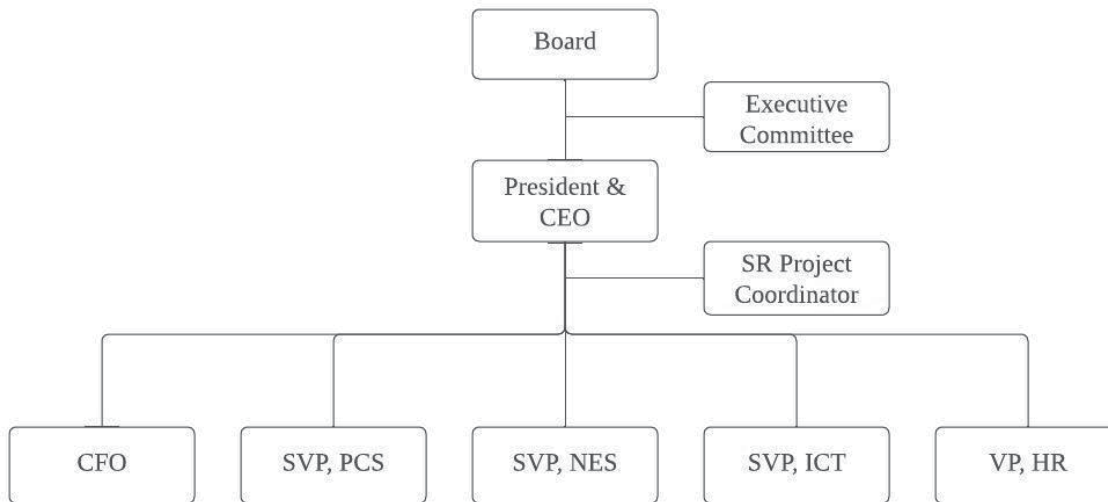 Board
Executive
Committee
President &
CEO
SR Project
Coordinator
CFO
SVP, PCS
SVP, NES
SVP, ICT
VP, HR